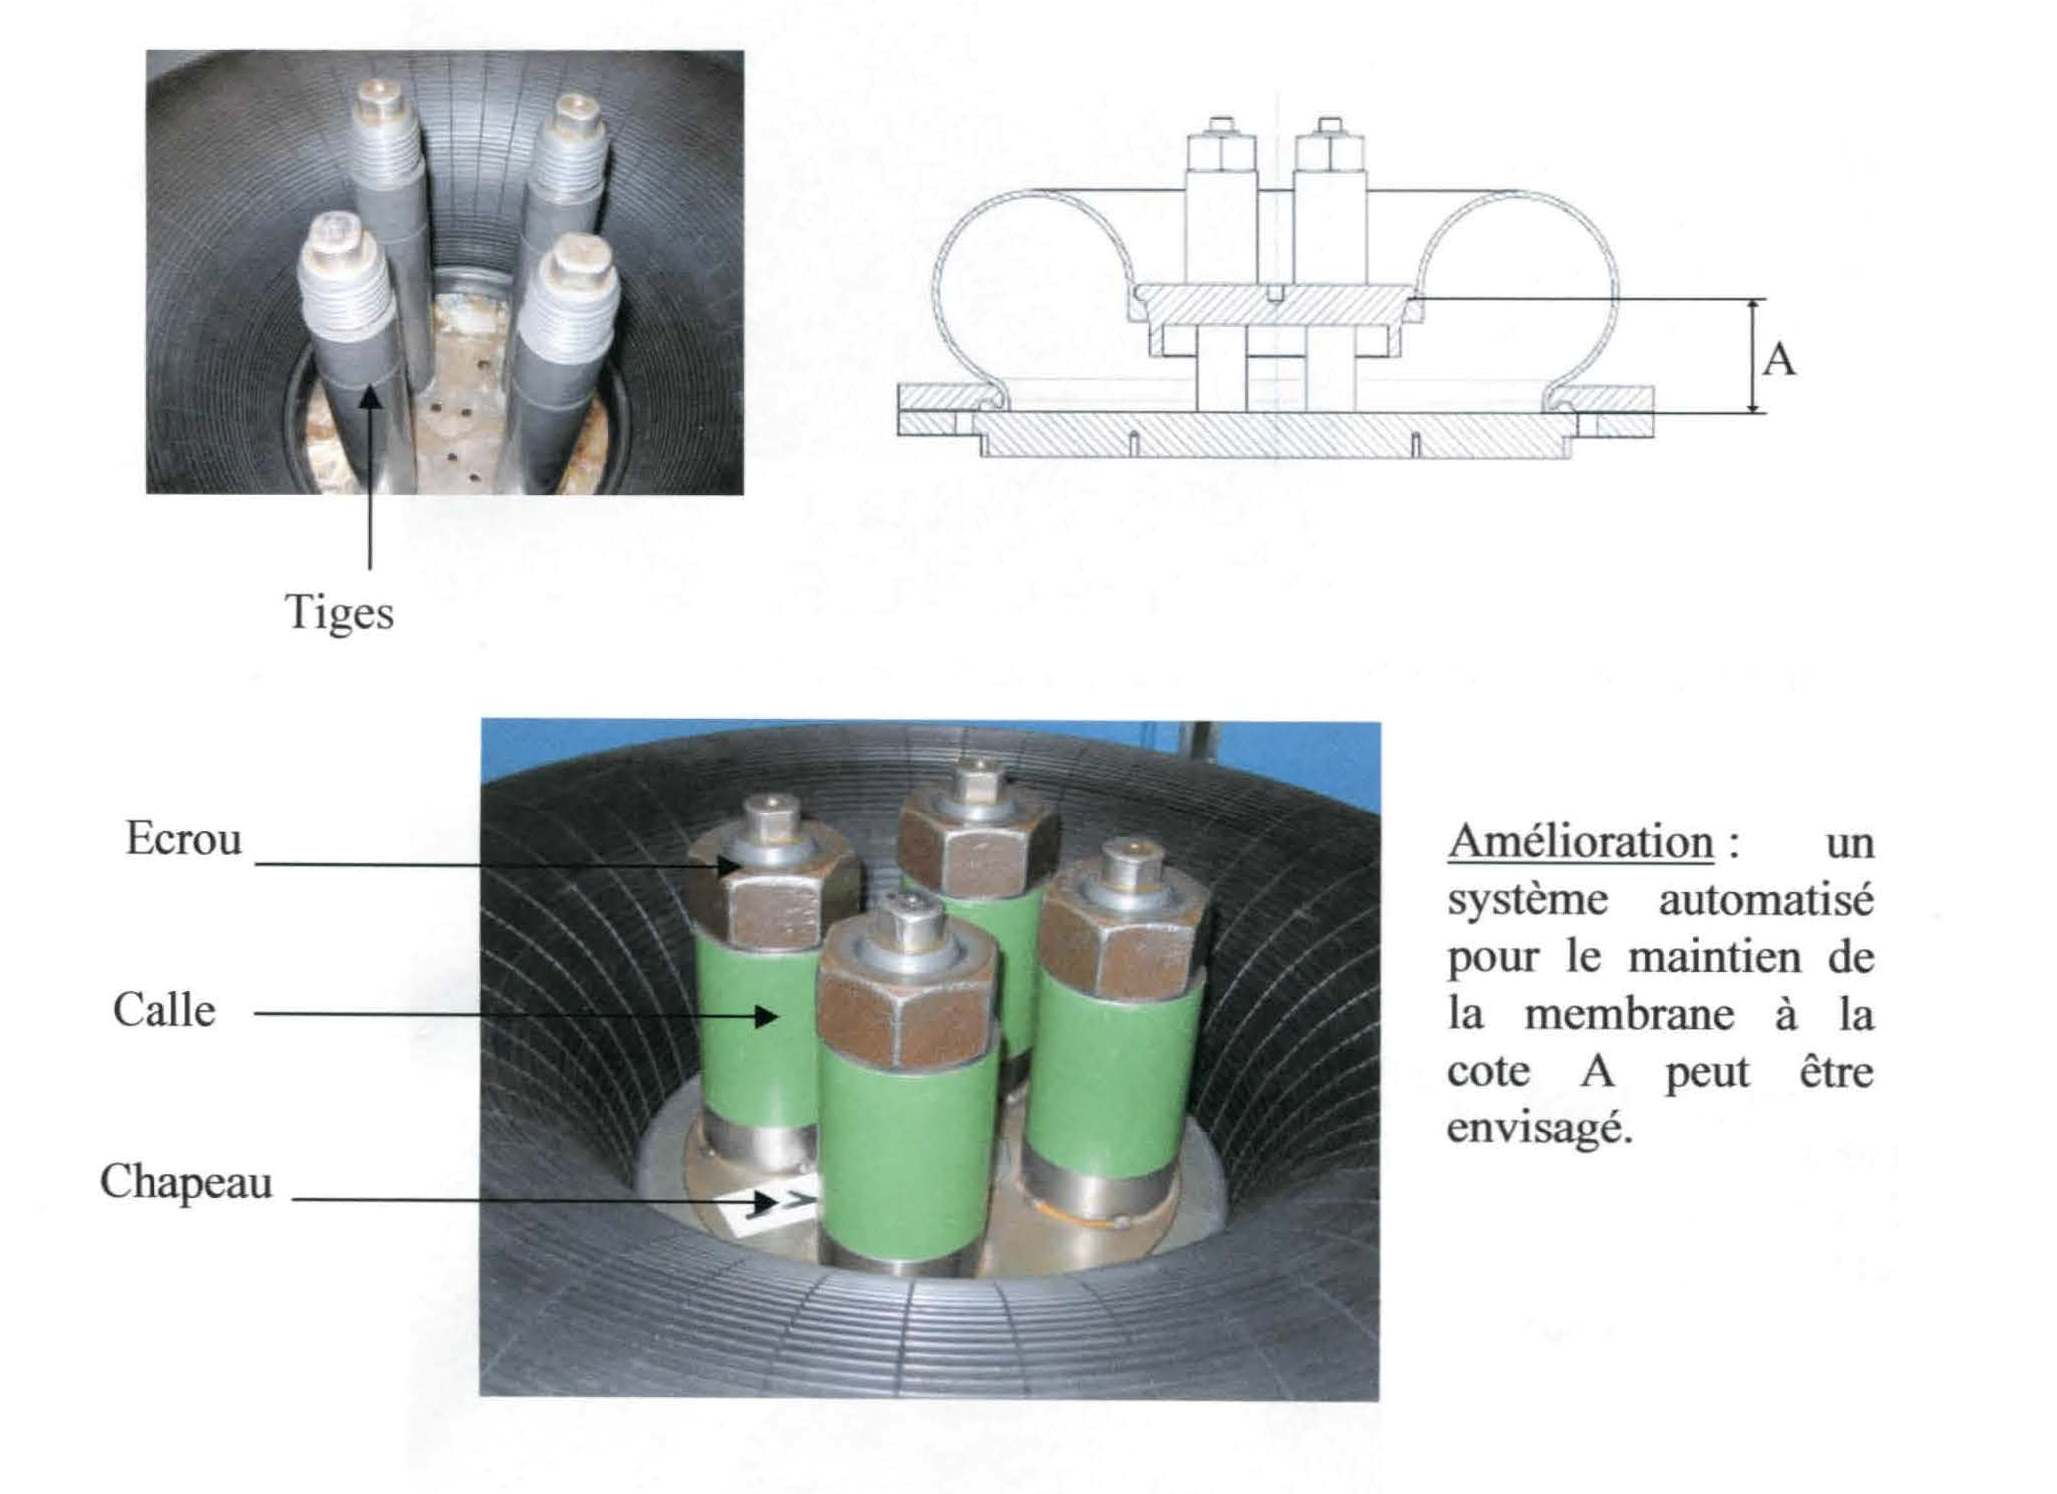 A
Tiges
Ecrou
Calle
Chapeau
Amélioration : un
système automatisé
pour le maintien de
la membrane à la
cote A peut être
envisagé.